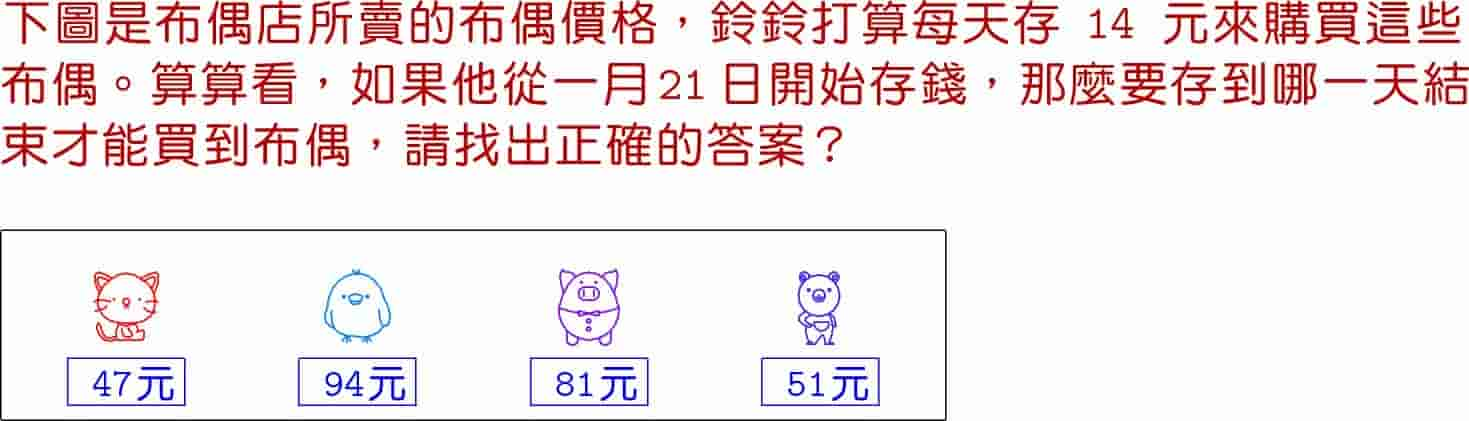 下圖是布偶店所賣的布偶價格，鈴鈴打算每天存 14 元來購買這些
布偶。算算看，如果他從一月21日開始存錢，那麼要存到哪一天結
束才能買到布偶，請找出正確的答案？
47元 94元 81元 51元